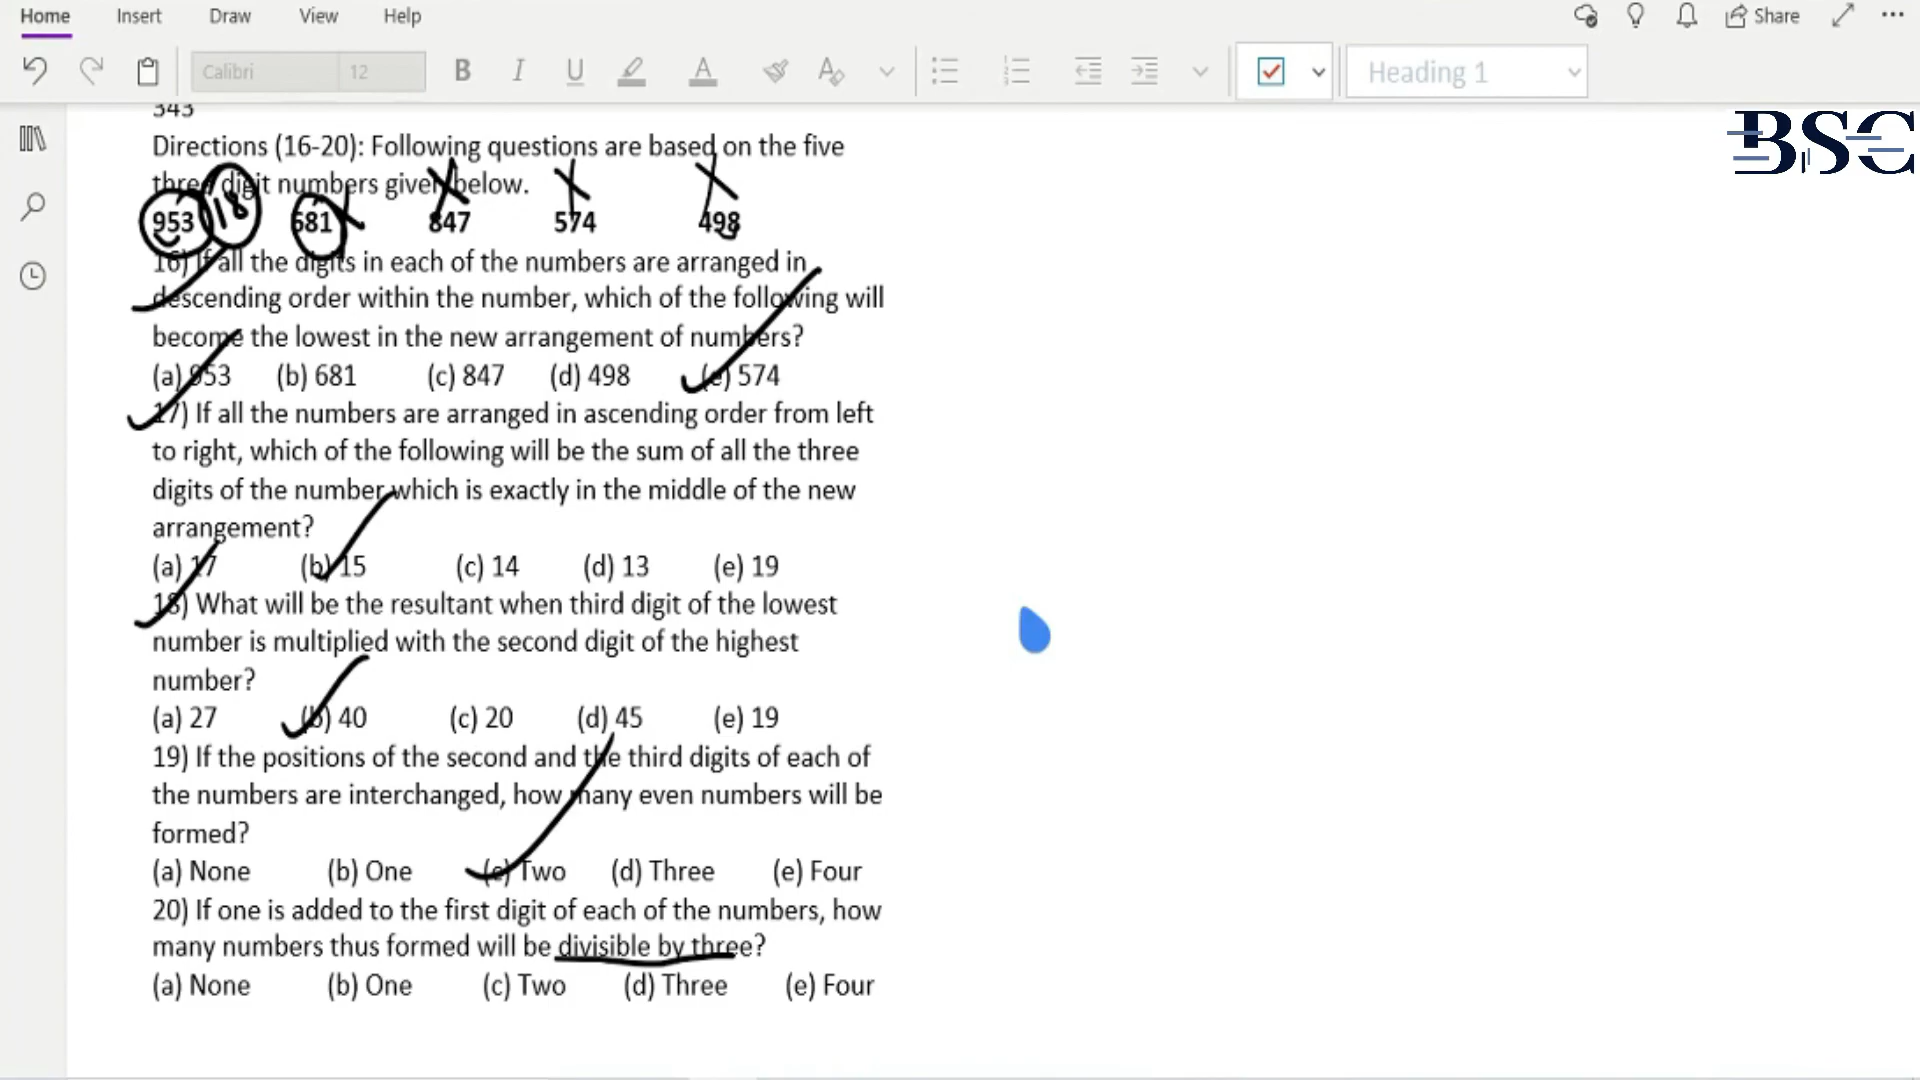 Home Insert Draw View Help Share
Calibri 12 B I U A A Heading 1
343
Directions (16-20): Following questions are based on the five
three digit numbers given below.
18
953 681 847 574 498
16) If all the digits in each of the numbers are arranged in
descending order within the number, which of the following will
become the lowest in the new arrangement of numbers?
(a) 953 (b) 681 (c) 847 (d) 498 (e) 574
17) If all the numbers are arranged in ascending order from left
to right, which of the following will be the sum of all the three
digits of the number which is exactly in the middle of the new
arrangement?
(a) 17 (b) 15 (c) 14 (d) 13 (e) 19
18) What will be the resultant when third digit of the lowest
number is multiplied with the second digit of the highest
number?
(a) 27 (b) 40 (c) 20 (d) 45 (e) 19
19) If the positions of the second and the third digits of each of
the numbers are interchanged, how many even numbers will be
formed?
(a) None (b) One (c) Two (d) Three (e) Four
20) If one is added to the first digit of each of the numbers, how
many numbers thus formed will be divisible by three?
(a) None (b) One (c) Two (d) Three (e) Four
BSC